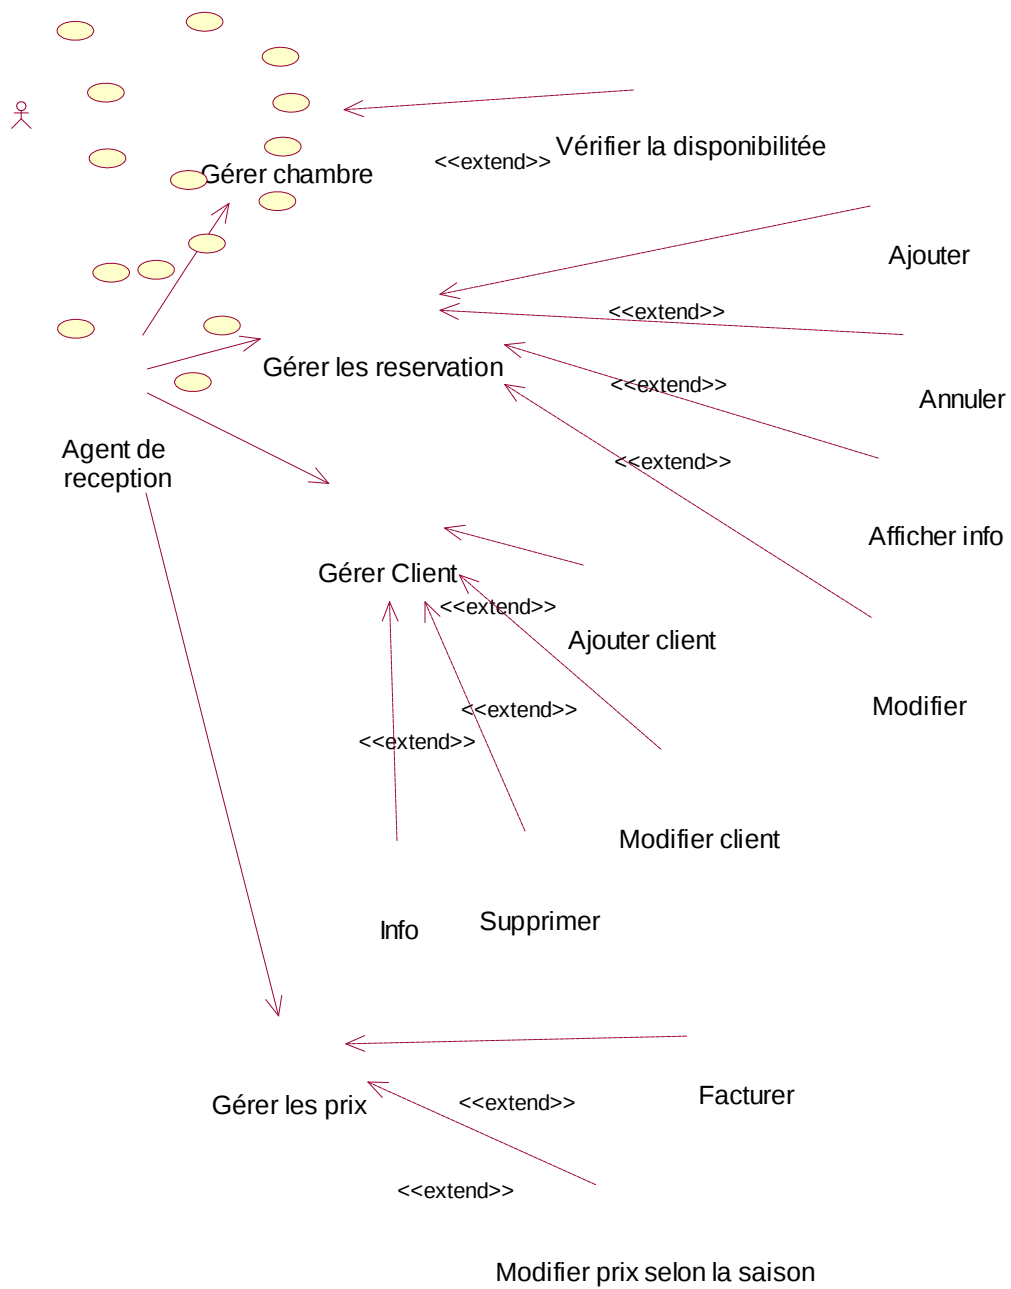 Vérifier la disponibilitée
<<extend>>
Gérer chambre
Ajouter
<<extend>>
Gérer les reservation
<<extend>>
Annuler
Agent de
reception
<<extend>>
Afficher info
Gérer Client
<<extend>>
Ajouter client
Modifier
<<extend>>
<<extend>>
Modifier client
Supprimer
Info
Facturer
<<extend>>
Gérer les prix
<<extend>>
Modifier prix selon la saison